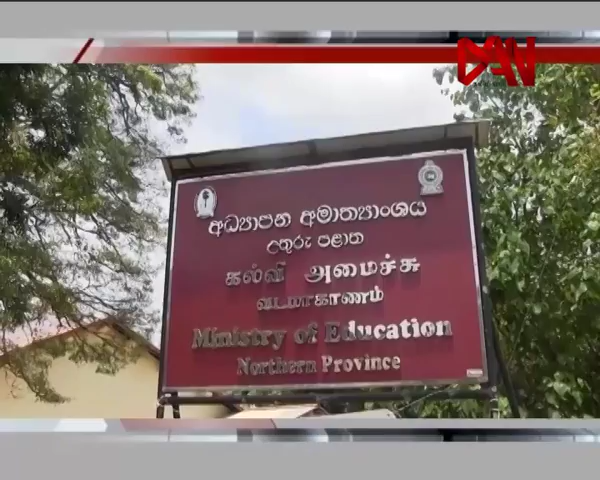 DAN
අධ්‍යාපන අමාත්‍යාංශය
උතුරු පළාත
கல்வி அமைச்சு
வடமாகாணம்
Ministry of Education
Northern Province